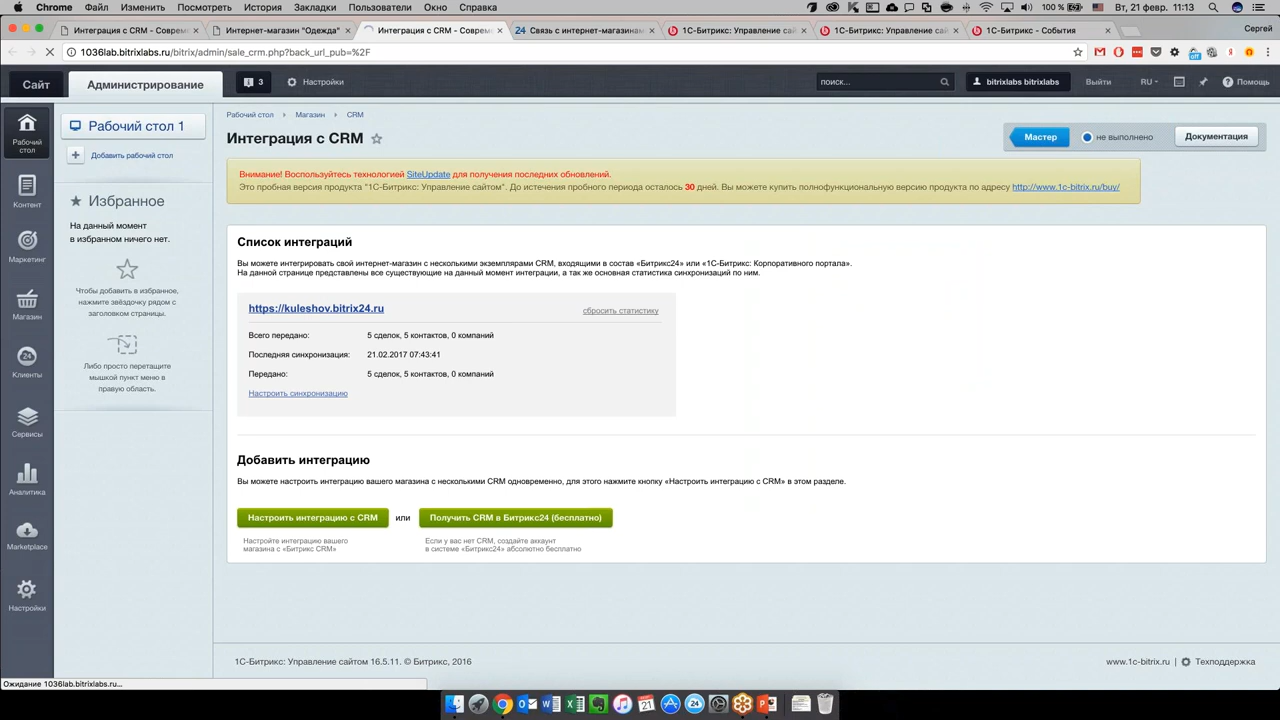 Chrome Файл Изменить Посмотреть История Закладки Пользователи Окно Справка 100 % Вт, 21 февр. 11:13
Интеграция с CRM - Соврем Интернет-магазин "Одежда" Интеграция с CRM - Соврем 24 Связь с интернет-магазинам 1С-Битрикс: Управление сай 1С-Битрикс: Управление сай 1С-Битрикс - События Сергей
1036lab.bitrixlabs.ru/bitrix/admin/sale_crm.php?back_url_pub=%2F
Сайт Администрирование 3 Настройки поиск... bitrixlabs bitrixlabs Выйти RU Помощь
Рабочий стол
Контент
Маркетинг
Магазин
24
Клиенты
Сервисы
Аналитика
Marketplace
Настройки
Рабочий стол 1
Добавить рабочий стол
Избранное
На данный момент
в избранном ничего нет.
Чтобы добавить в избранное,
нажмите звёздочку рядом с
заголовком страницы.
Либо просто перетащите
мышкой пункт меню в
правую область.
Рабочий стол Магазин CRM
Интеграция с CRM
Мастер не выполнено Документация
Внимание! Воспользуйтесь технологией SiteUpdate для получения последних обновлений.
Это пробная версия продукта "1С-Битрикс: Управление сайтом". До истечения пробного периода осталось 30 дней. Вы можете купить полнофункциональную версию продукта по адресу http://www.1c-bitrix.ru/buy/
Список интеграций
Вы можете интегрировать свой интернет-магазин с несколькими экземплярами CRM, входящими в состав «Битрикс24» или «1С-Битрикс: Корпоративного портала».
На данной странице представлены все существующие на данный момент интеграции, а так же основная статистика синхронизаций по ним.
https://kuleshov.bitrix24.ru сбросить статистику
Всего передано: 5 сделок, 5 контактов, 0 компаний
Последняя синхронизация: 21.02.2017 07:43:41
Передано: 5 сделок, 5 контактов, 0 компаний
Настроить синхронизацию
Добавить интеграцию
Вы можете настроить интеграцию вашего магазина с несколькими CRM одновременно, для этого нажмите кнопку «Настроить интеграцию с CRM» в этом разделе.
Настроить интеграцию с CRM или Получить CRM в Битрикс24 (бесплатно)
Настройте интеграцию вашего
магазина с «Битрикс CRM»
Если у вас нет CRM, создайте аккаунт
в системе «Битрикс24» абсолютно бесплатно
1С-Битрикс: Управление сайтом 16.5.11. © Битрикс, 2016 www.1c-bitrix.ru | Техподдержка
Ожидание 1036lab.bitrixlabs.ru...